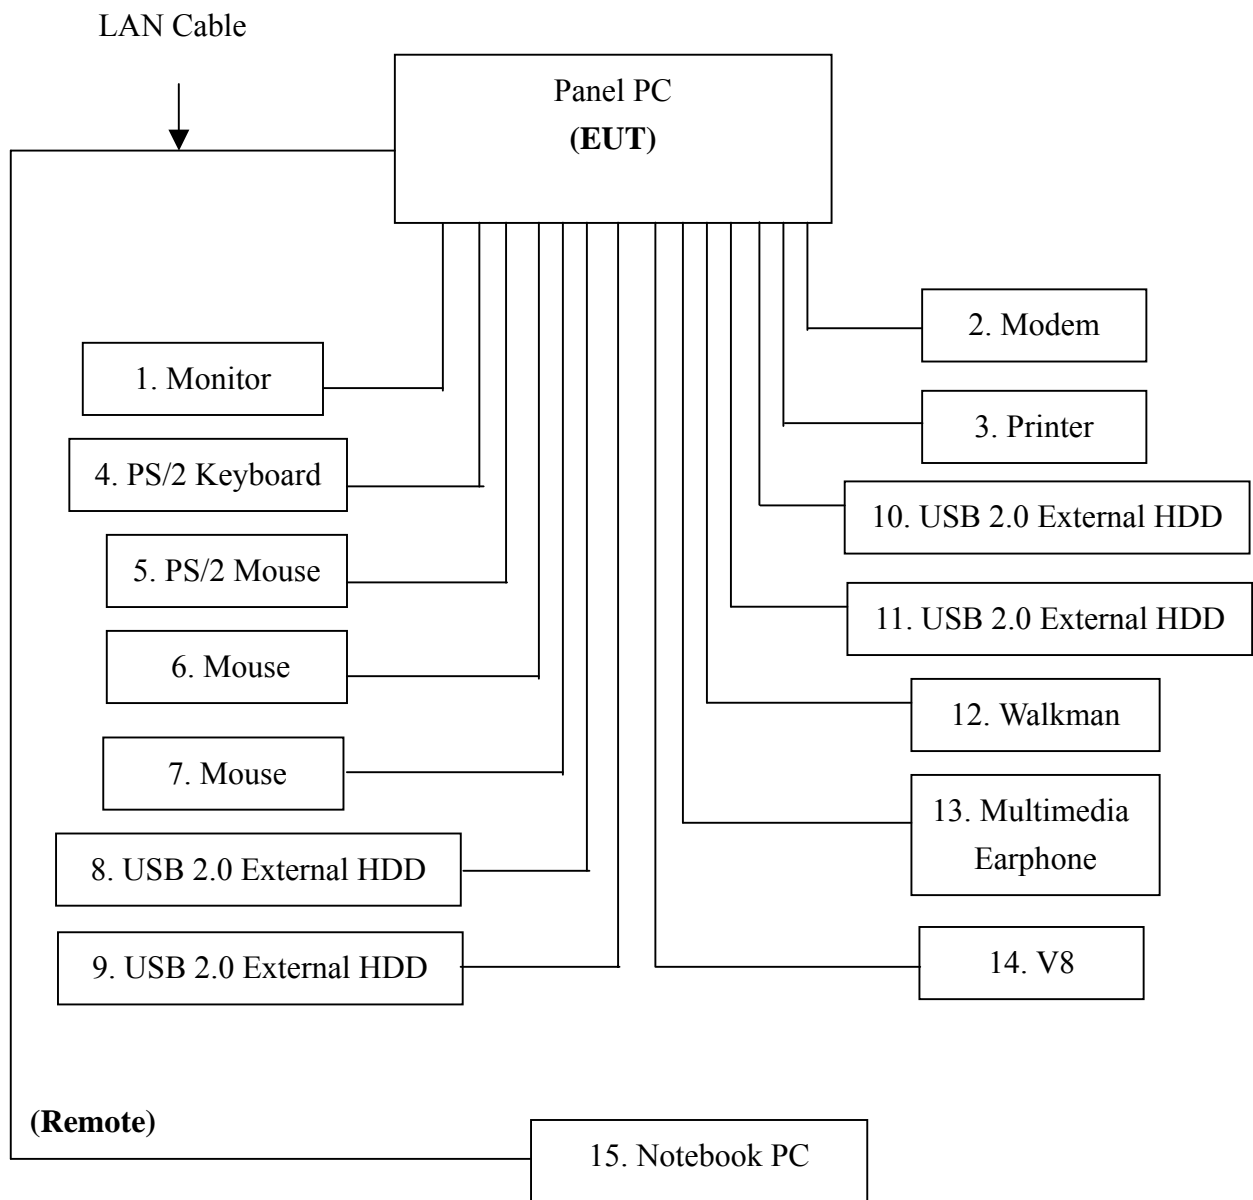 LAN Cable
Panel PC
(EUT)
2. Modem
1. Monitor
3. Printer
4. PS/2 Keyboard
10. USB 2.0 External HDD
5. PS/2 Mouse
11. USB 2.0 External HDD
6. Mouse
12. Walkman
7. Mouse
13. Multimedia
Earphone
8. USB 2.0 External HDD
9. USB 2.0 External HDD
14. V8
(Remote)
15. Notebook PC